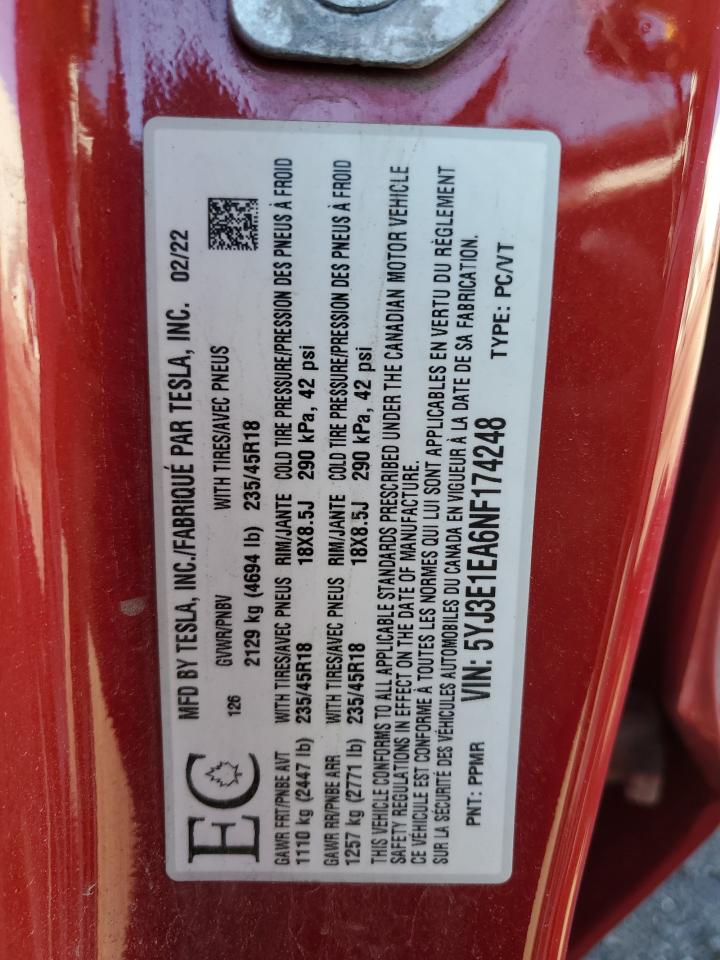 MFD BY TESLA, INC./FABRIQUÉ PAR TESLA, INC. 02/22
EC
126 GVWR/PNBV WITH TIRES/AVEC PNEUS
2129 kg (4694 lb) 235/45R18
GAWR FRT/PNBE AVT WITH TIRES/AVEC PNEUS RIM/JANTE COLD TIRE PRESSURE/PRESSION DES PNEUS À FROID
1110 kg (2447 lb) 235/45R18 18X8.5J 290 kPa, 42 psi
GAWR RR/PNBE ARR WITH TIRES/AVEC PNEUS RIM/JANTE COLD TIRE PRESSURE/PRESSION DES PNEUS À FROID
1257 kg (2771 lb) 235/45R18 18X8.5J 290 kPa, 42 psi
THIS VEHICLE CONFORMS TO ALL APPLICABLE STANDARDS PRESCRIBED UNDER THE CANADIAN MOTOR VEHICLE
SAFETY REGULATIONS IN EFFECT ON THE DATE OF MANUFACTURE.
CE VÉHICULE EST CONFORME À TOUTES LES NORMES QUI LUI SONT APPLICABLES EN VERTU DU RÈGLEMENT
SUR LA SÉCURITÉ DES VÉHICULES AUTOMOBILES DU CANADA EN VIGUEUR À LA DATE DE SA FABRICATION.
PNT: PPMR VIN: 5YJ3E1EA6NF174248 TYPE: PC/VT